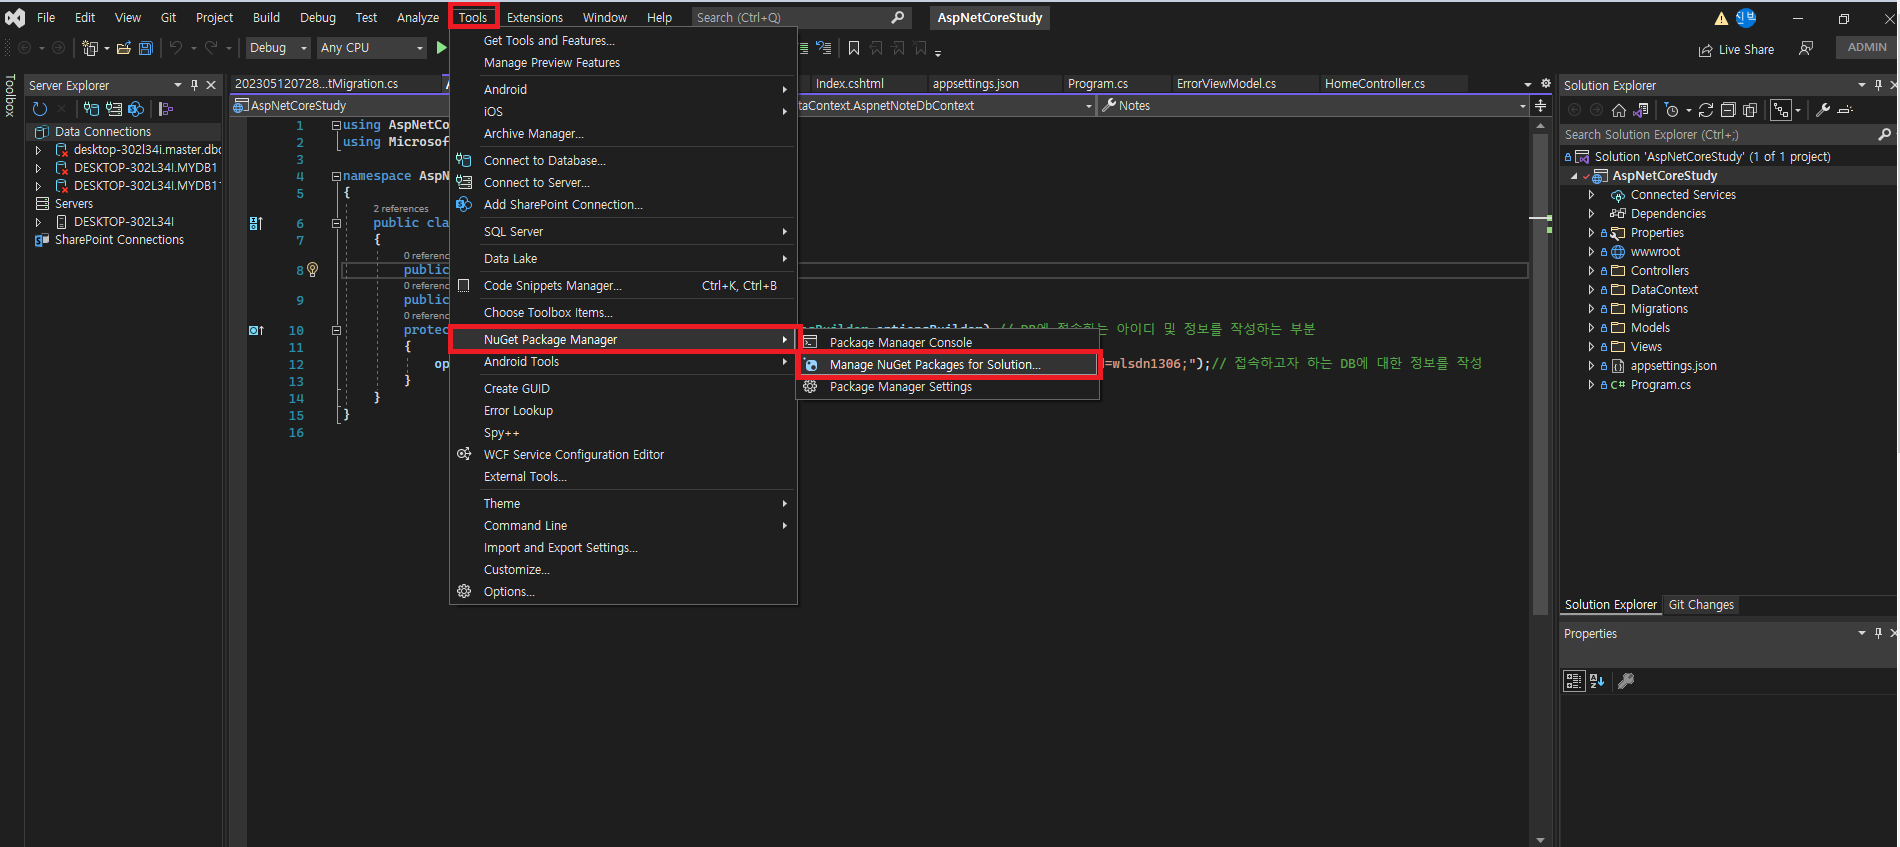 File Edit View Git Project Build Debug Test Analyze Tools Extensions Window Help Search (Ctrl+Q) AspNetCoreStudy
Debug Any CPU Live Share ADMIN
Toolbox
Server Explorer
Data Connections
desktop-302l34i.master.dbo
DESKTOP-302L34I.MYDB1
DESKTOP-302L34I.MYDB1
Servers
DESKTOP-302L34I
SharePoint Connections
202305120728...tMigration.cs Index.cshtml appsettings.json Program.cs ErrorViewModel.cs HomeController.cs
AspNetCoreStudy taContext.AspnetNoteDbContext Notes
1 using AspNetCo
2 using Microsof
3
4 namespace AspN
5 {
2 references
6 public cla
7 {
0 referenc
8 public
0 referenc
9 public
0 referenc
10 protec 아이디 및 정보를 작성하는 부분
11 {
12 op =wlsdn1306;");// 접속하고자 하는 DB에 대한 정보를 작성
13 }
14 }
15 }
16
Get Tools and Features...
Manage Preview Features
Android
iOS
Archive Manager...
Connect to Database...
Connect to Server...
Add SharePoint Connection...
SQL Server
Data Lake
Code Snippets Manager... Ctrl+K, Ctrl+B
Choose Toolbox Items...
NuGet Package Manager
Android Tools
Create GUID
Error Lookup
Spy++
WCF Service Configuration Editor
External Tools...
Theme
Command Line
Import and Export Settings...
Customize...
Options...
Package Manager Console
Manage NuGet Packages for Solution...
Package Manager Settings
Solution Explorer
Search Solution Explorer (Ctrl+;)
Solution 'AspNetCoreStudy' (1 of 1 project)
AspNetCoreStudy
Connected Services
Dependencies
Properties
wwwroot
Controllers
DataContext
Migrations
Models
Views
appsettings.json
C# Program.cs
Solution Explorer Git Changes
Properties